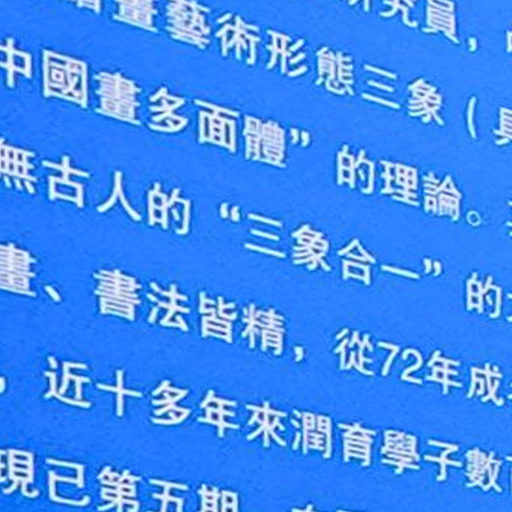 究員，
畫藝術形態三象（
中國畫多面體”的理論。
無古人的“三象合一”的
畫、書法皆精，從72年成
，近十多年來潤育學子數
現已第五期